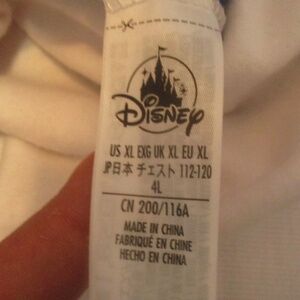 Disney
US XL EXG UK XL EU XL
JP日本 チェスト 112-120
4L
CN 200/116A
MADE IN CHINA
FABRIQUÉ EN CHINE
HECHO EN CHINA